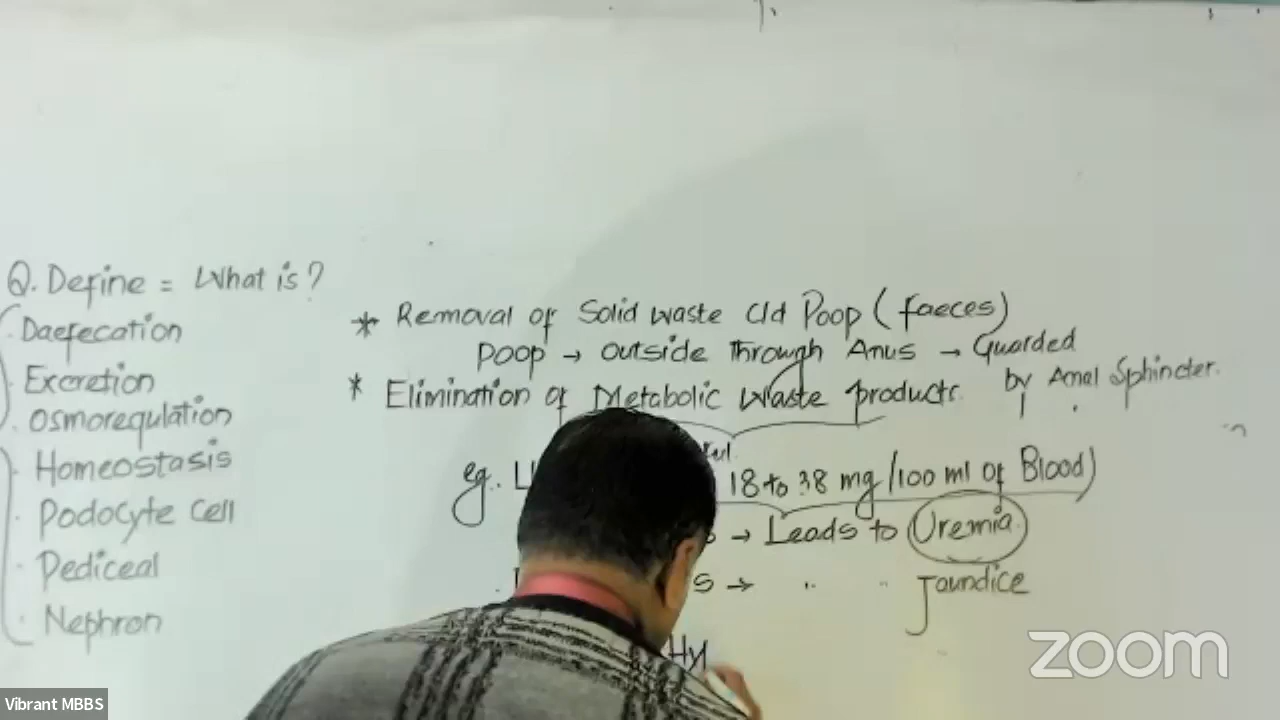 Q. Define = What is?
Daefecation
Excretion
Osmoregulation
Homeostasis
Podocyte Cell
Pediceal
Nephron
* Removal of Solid waste Cld Poop (faeces)
Poop → outside Through Anus → Guarded
by Anal Sphincter.
* Elimination of Metabolic Waste products.
eg. 18 to 38 mg/100 ml of Blood)
→ Leads to Uremia
→ " " Jaundice
Vibrant MBBS
zoom